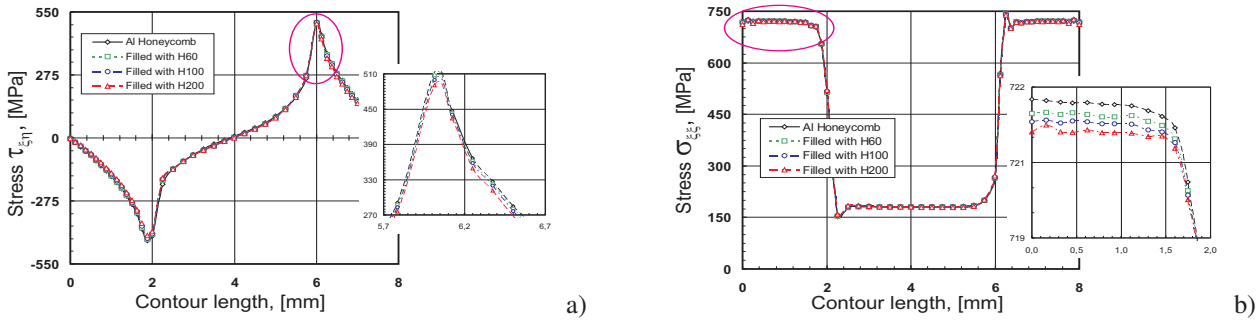 550
275
0
-275
-550
Stress τξη, [MPa]
Al Honeycomb
Filled with H60
Filled with H100
Filled with H200
510
450
390
330
270
5,7
6,2
6,7
0
2
4
6
8
Contour length, [mm]
a)
750
600
450
300
150
0
Stress σξξ, [MPa]
Al Honeycomb
Filled with H60
Filled with H100
Filled with H200
722
721
719
0,0
0,5
1,0
1,5
2,0
0
2
4
6
8
Contour length, [mm]
b)